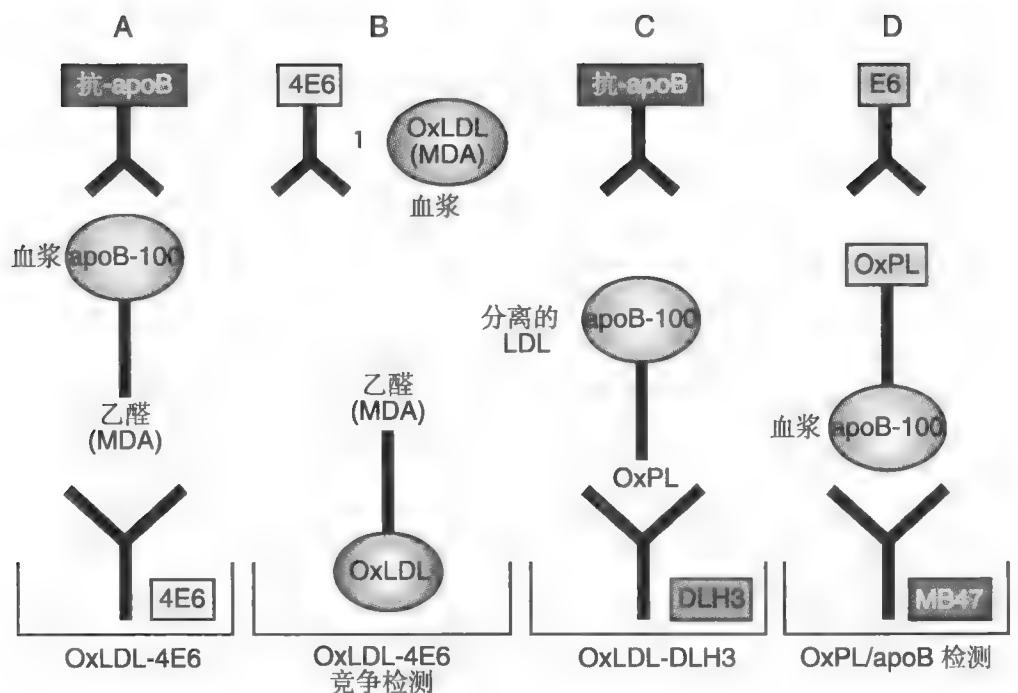 A
抗-apoB
血浆
apoB-100
乙醛
(MDA)
4E6
OxLDL-4E6
B
4E6
1
OxLDL
(MDA)
血浆
乙醛
(MDA)
OxLDL
OxLDL-4E6
竞争检测
C
抗-apoB
分离的
LDL
apoB-100
OxPL
DLH3
OxLDL-DLH3
D
E6
OxPL
血浆
apoB-100
MB47
OxPL/apoB 检测